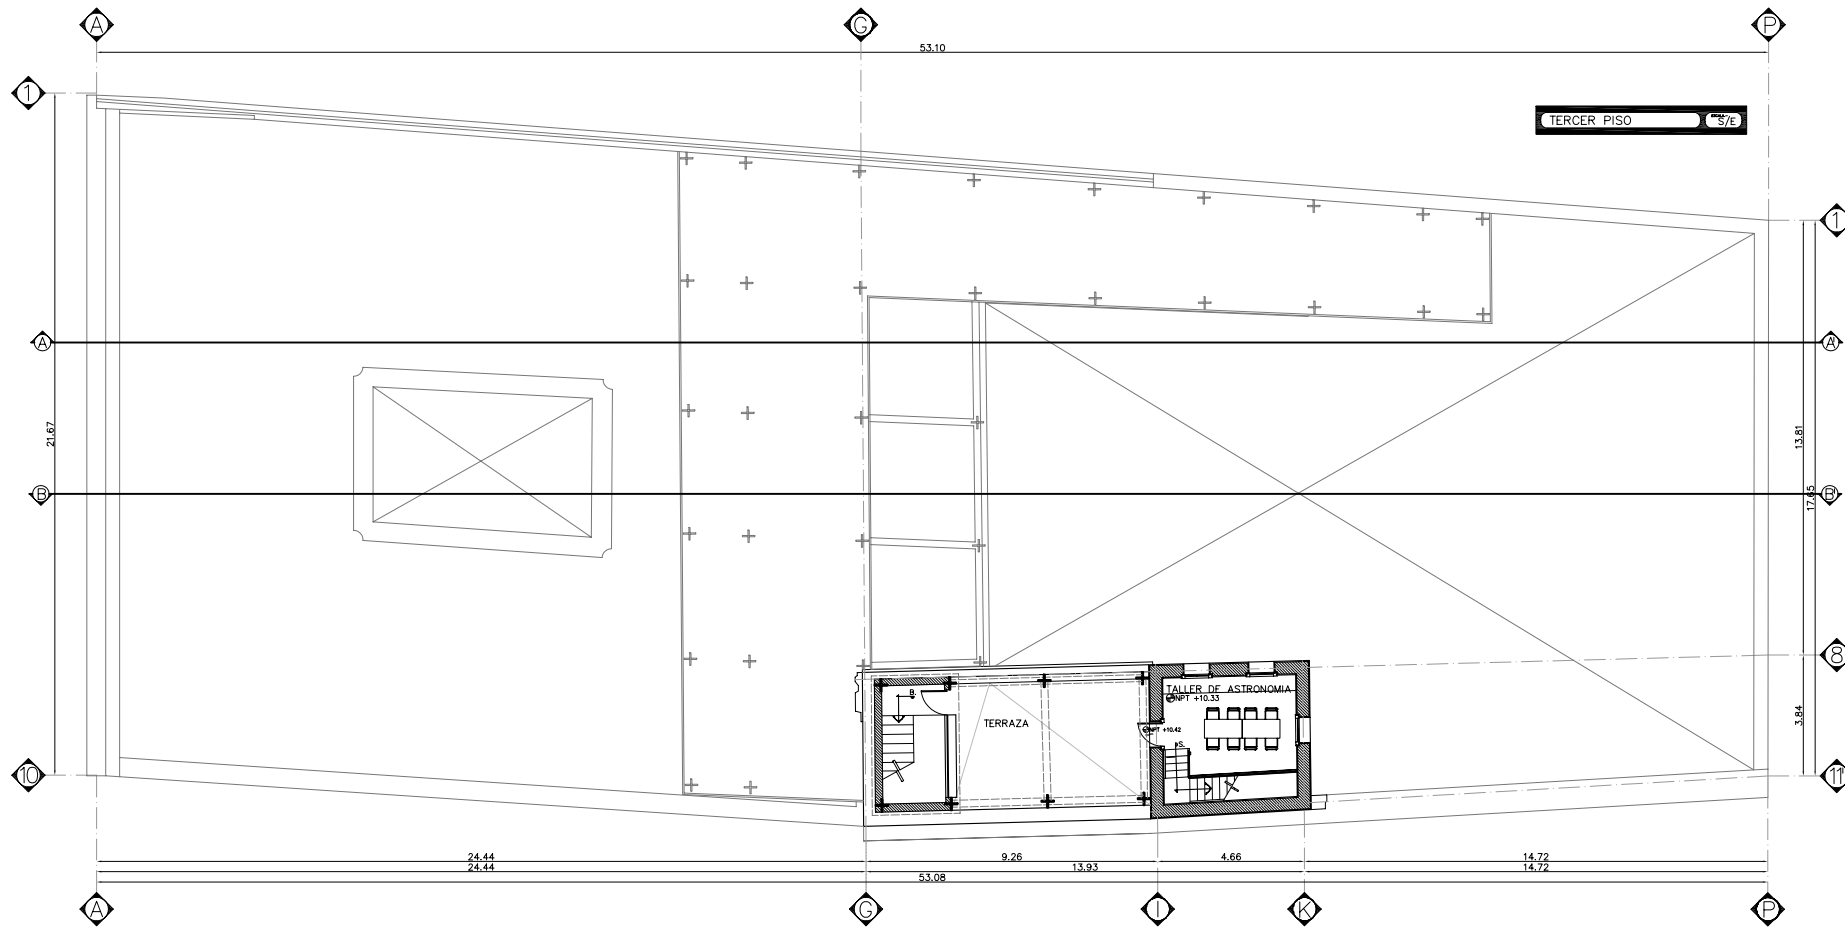 A
G
P
53.10
1
TERCER PISO
S/E
1
A
A'
21.67
13.81
B
B'
17.65
8
TALLER DE ASTRONOMIA
NPT +10.33
B.
TERRAZA
NPT +10.42
S.
3.84
10
11
24.44
9.26
4.66
14.72
24.44
13.93
14.72
53.08
A
G
I
K
P